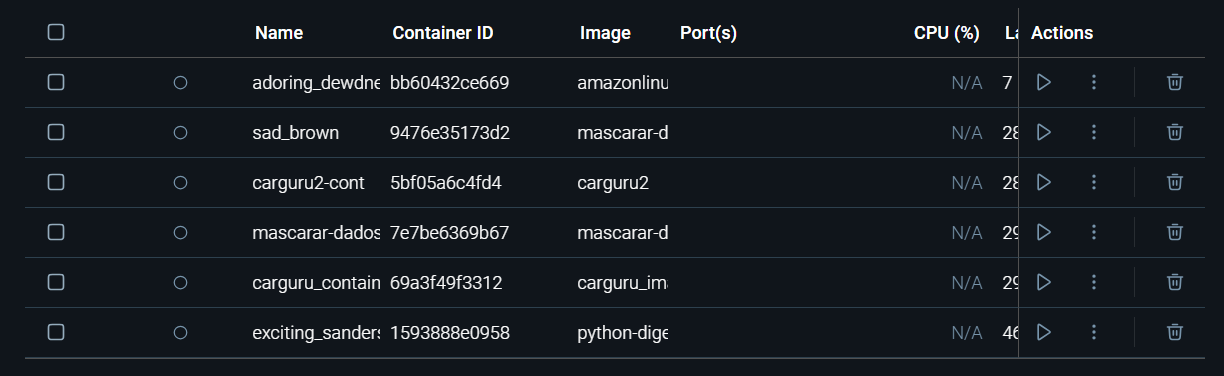 Name Container ID Image Port(s) CPU (%) La Actions
adoring_dewdne bb60432ce669 amazonlinu N/A 7
sad_brown 9476e35173d2 mascarar-d N/A 28
carguru2-cont 5bf05a6c4fd4 carguru2 N/A 28
mascarar-dados 7e7be6369b67 mascarar-d N/A 29
carguru_contain 69a3f49f3312 carguru_im N/A 29
exciting_sanders 1593888e0958 python-dige N/A 46